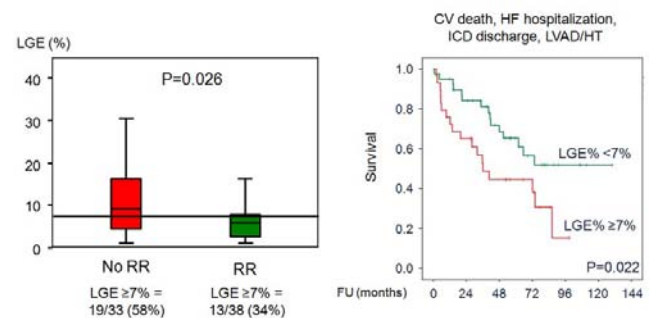 LGE (%)
40
30
20
10
0
P=0.026
No RR
RR
LGE ≥7% =
19/33 (58%)
LGE ≥7% =
13/38 (34%)
CV death, HF hospitalization,
ICD discharge, LVAD/HT
Survival
1.0
0.8
0.6
0.4
0.2
0.0
LGE% <7%
LGE% ≥7%
P=0.022
FU (months) 0 24 48 72 96 120 144